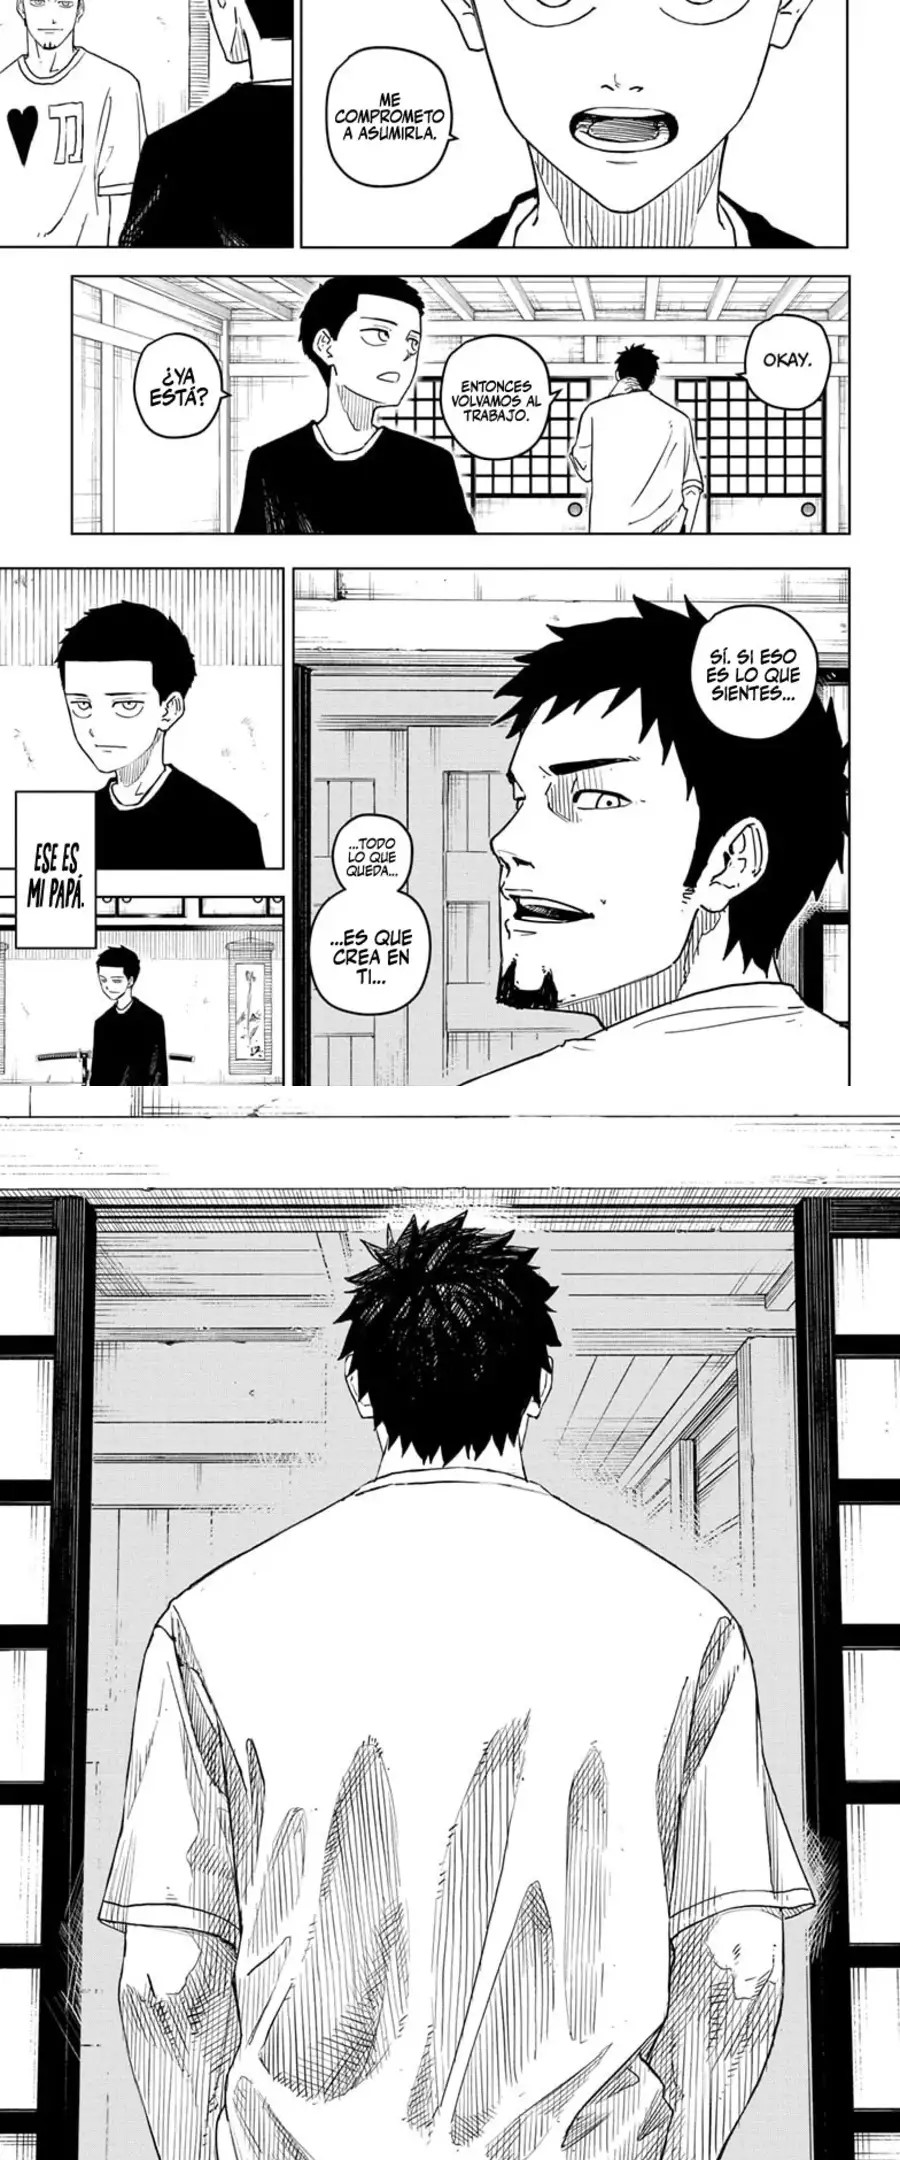 ME
COMPROMETO
A ASUMIRLA.
OKAY.
ENTONCES
VOLVAMOS AL
TRABAJO.
¿YA
ESTÁ?
SÍ. SI ESO
ES LO QUE
SIENTES...
...TODO
LO QUE
QUEDA...
...ES QUE
CREA EN
TI...
ESE ES
MI PAPÁ.